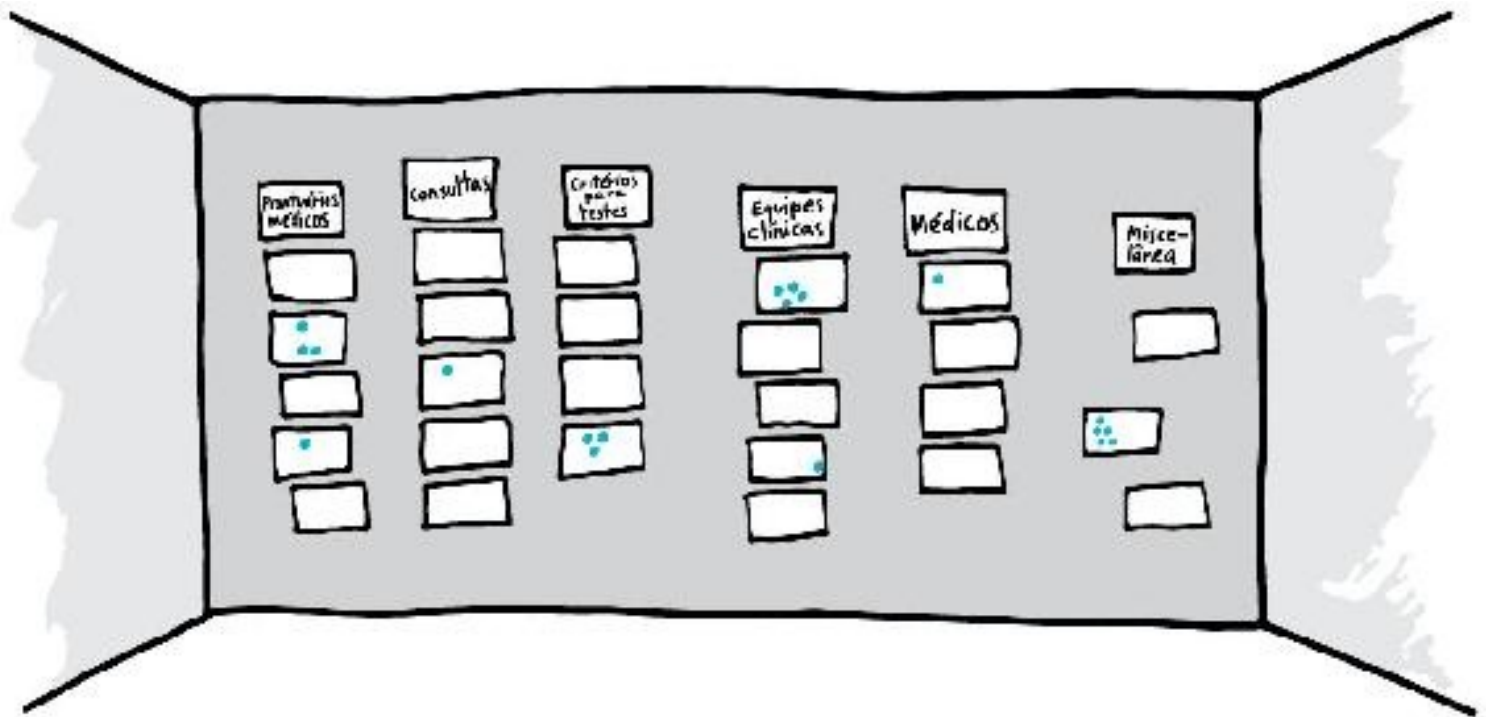 Prontuários
médicos
Consultas
Critérios
para
testes
Equipes
clínicas
Médicos
Misce-
lânea